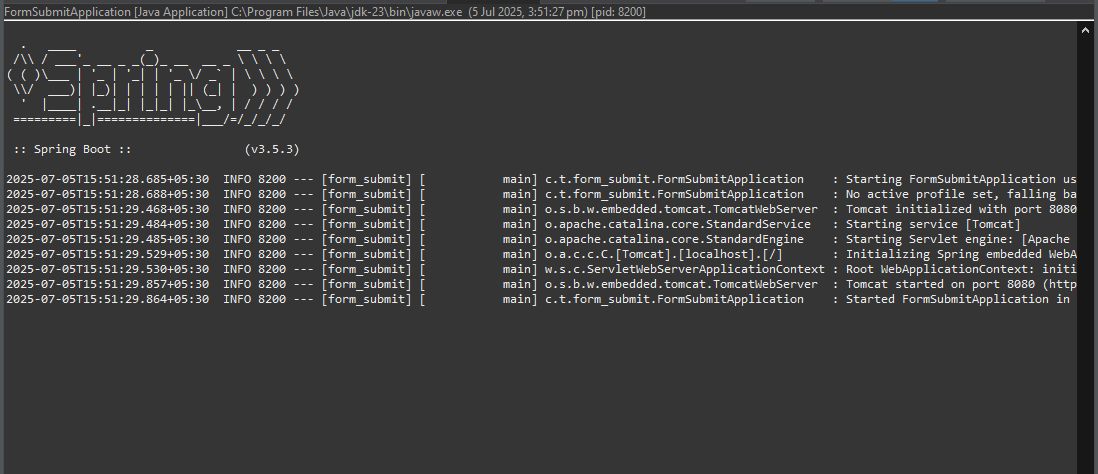 FormSubmitApplication [Java Application] C:\Program Files\Java\jdk-23\bin\javaw.exe (5 Jul 2025, 3:51:27 pm) [pid: 8200]
  .   ____          _            __ _ _
 /\\ / ___'_ __ _ _(_)_ __  __ _ \ \ \ \
( ( )\___ | '_ | '_| | '_ \/ _` | \ \ \ \
 \\/  ___)| |_)| | | | | || (_| |  ) ) ) )
  '  |____| .__|_| |_|_| |_\__, | / / / /
 =========|_|==============|___/=/_/_/_/
 :: Spring Boot ::                (v3.5.3)
2025-07-05T15:51:28.685+05:30  INFO 8200 --- [form_submit] [           main] c.t.form_submit.FormSubmitApplication    : Starting FormSubmitApplication us
2025-07-05T15:51:28.688+05:30  INFO 8200 --- [form_submit] [           main] c.t.form_submit.FormSubmitApplication    : No active profile set, falling ba
2025-07-05T15:51:29.468+05:30  INFO 8200 --- [form_submit] [           main] o.s.b.w.embedded.tomcat.TomcatWebServer  : Tomcat initialized with port 8080
2025-07-05T15:51:29.484+05:30  INFO 8200 --- [form_submit] [           main] o.apache.catalina.core.StandardService   : Starting service [Tomcat]
2025-07-05T15:51:29.485+05:30  INFO 8200 --- [form_submit] [           main] o.apache.catalina.core.StandardEngine    : Starting Servlet engine: [Apache
2025-07-05T15:51:29.529+05:30  INFO 8200 --- [form_submit] [           main] o.a.c.c.C.[Tomcat].[localhost].[/]       : Initializing Spring embedded WebA
2025-07-05T15:51:29.530+05:30  INFO 8200 --- [form_submit] [           main] w.s.c.ServletWebServerApplicationContext : Root WebApplicationContext: initi
2025-07-05T15:51:29.857+05:30  INFO 8200 --- [form_submit] [           main] o.s.b.w.embedded.tomcat.TomcatWebServer  : Tomcat started on port 8080 (http
2025-07-05T15:51:29.864+05:30  INFO 8200 --- [form_submit] [           main] c.t.form_submit.FormSubmitApplication    : Started FormSubmitApplication in